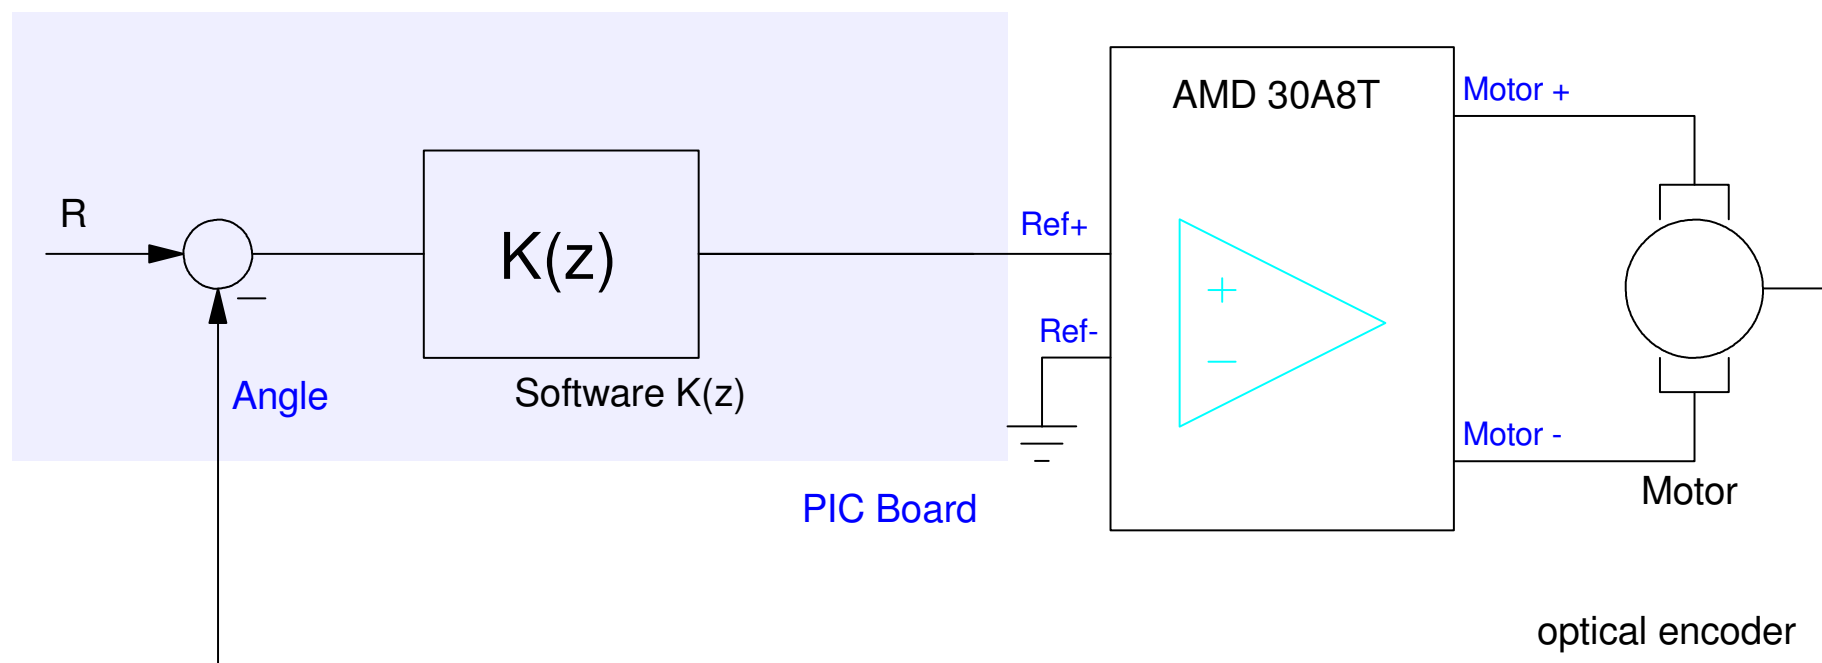 AMD 30A8T
Motor +
R
K(z)
Ref+
+
−
Ref-
Angle
Software K(z)
Motor -
Motor
PIC Board
optical encoder